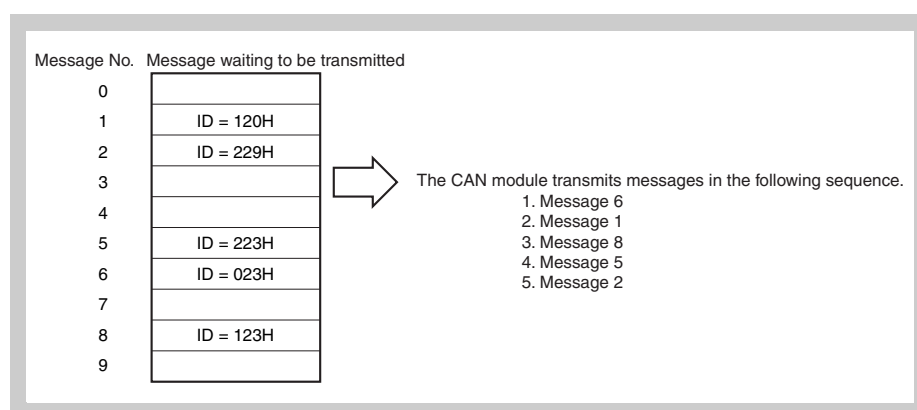 Message No. Message waiting to be transmitted
0
1 ID = 120H
2 ID = 229H
3
4
5 ID = 223H
6 ID = 023H
7
8 ID = 123H
9
The CAN module transmits messages in the following sequence.
1. Message 6
2. Message 1
3. Message 8
4. Message 5
5. Message 2